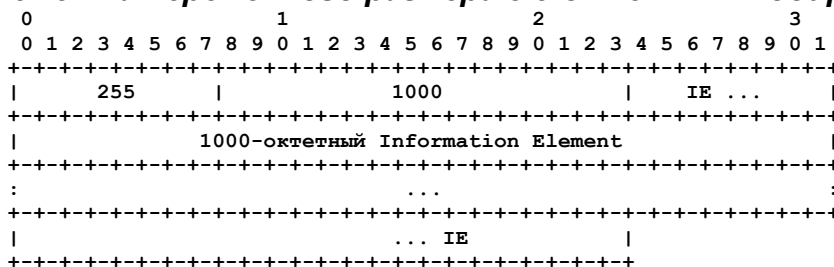 0 1 2 3
0 1 2 3 4 5 6 7 8 9 0 1 2 3 4 5 6 7 8 9 0 1 2 3 4 5 6 7 8 9 0 1
+-+-+-+-+-+-+-+-+-+-+-+-+-+-+-+-+-+-+-+-+-+-+-+-+-+-+-+-+-+-+-+-+
| 255 | 1000 | IE ... |
+-+-+-+-+-+-+-+-+-+-+-+-+-+-+-+-+-+-+-+-+-+-+-+-+-+-+-+-+-+-+-+-+
| 1000-октетный Information Element |
+-+-+-+-+-+-+-+-+-+-+-+-+-+-+-+-+-+-+-+-+-+-+-+-+-+-+-+-+-+-+-+-+
: ... :
+-+-+-+-+-+-+-+-+-+-+-+-+-+-+-+-+-+-+-+-+-+-+-+-+-+-+-+-+-+-+-+-+
| ... IE |
+-+-+-+-+-+-+-+-+-+-+-+-+-+-+-+-+-+-+-+-+-+-+-+-+